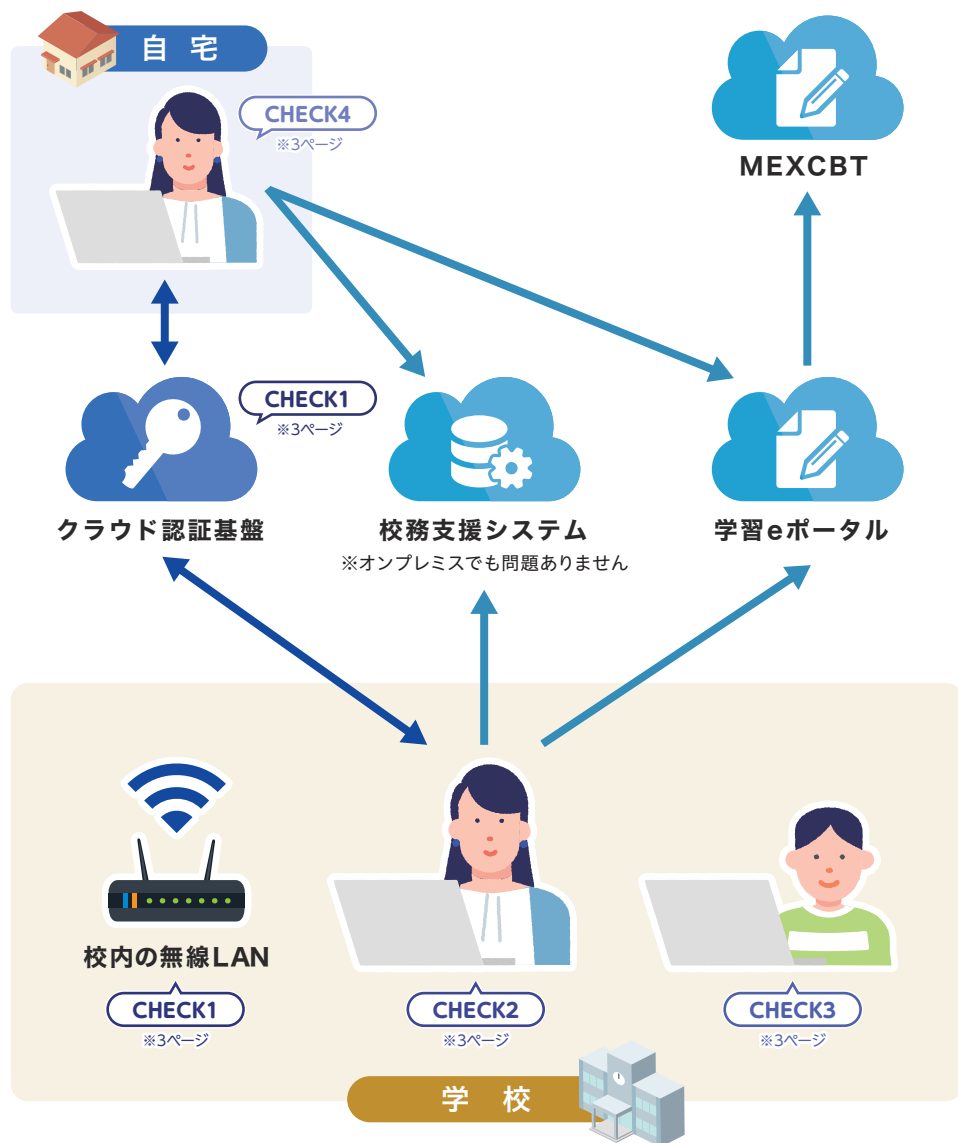 自宅
CHECK4
※3ページ
MEXCBT
CHECK1
※3ページ
クラウド認証基盤
校務支援システム
※オンプレミスでも問題ありません
学習eポータル
校内の無線LAN
CHECK1
※3ページ
CHECK2
※3ページ
CHECK3
※3ページ
学校